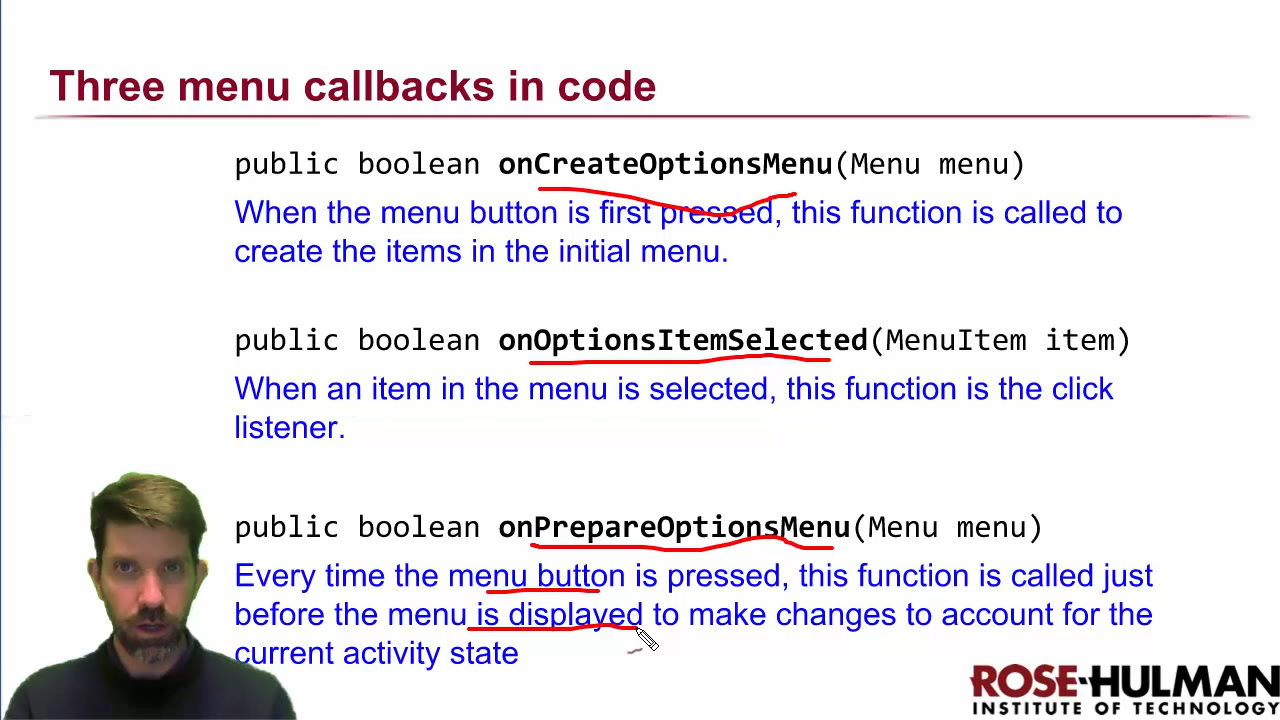 Three menu callbacks in code
public boolean onCreateOptionsMenu(Menu menu)
When the menu button is first pressed, this function is called to
create the items in the initial menu.
public boolean onOptionsItemSelected(MenuItem item)
When an item in the menu is selected, this function is the click
listener.
public boolean onPrepareOptionsMenu(Menu menu)
Every time the menu button is pressed, this function is called just
before the menu is displayed to make changes to account for the
current activity state
ROSE-HULMAN
INSTITUTE OF TECHNOLOGY